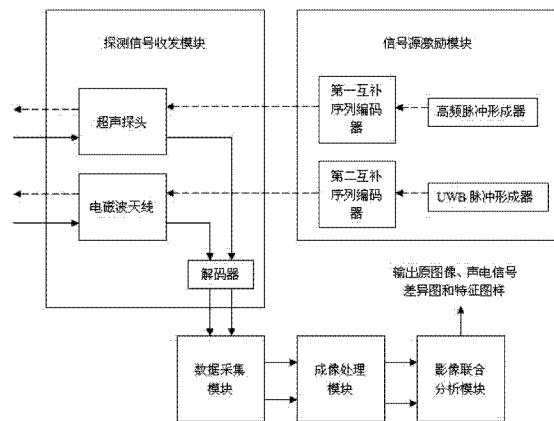 探测信号收发模块
信号源激励模块
超声探头
第一互补
序列编码
器
高频脉冲形成器
电磁波天线
第二互补
序列编码
器
UWB 脉冲形成器
解码器
输出原图像、声电信号
差异图和特征图样
数据采集
模块
成像处理
模块
影像联合
分析模块